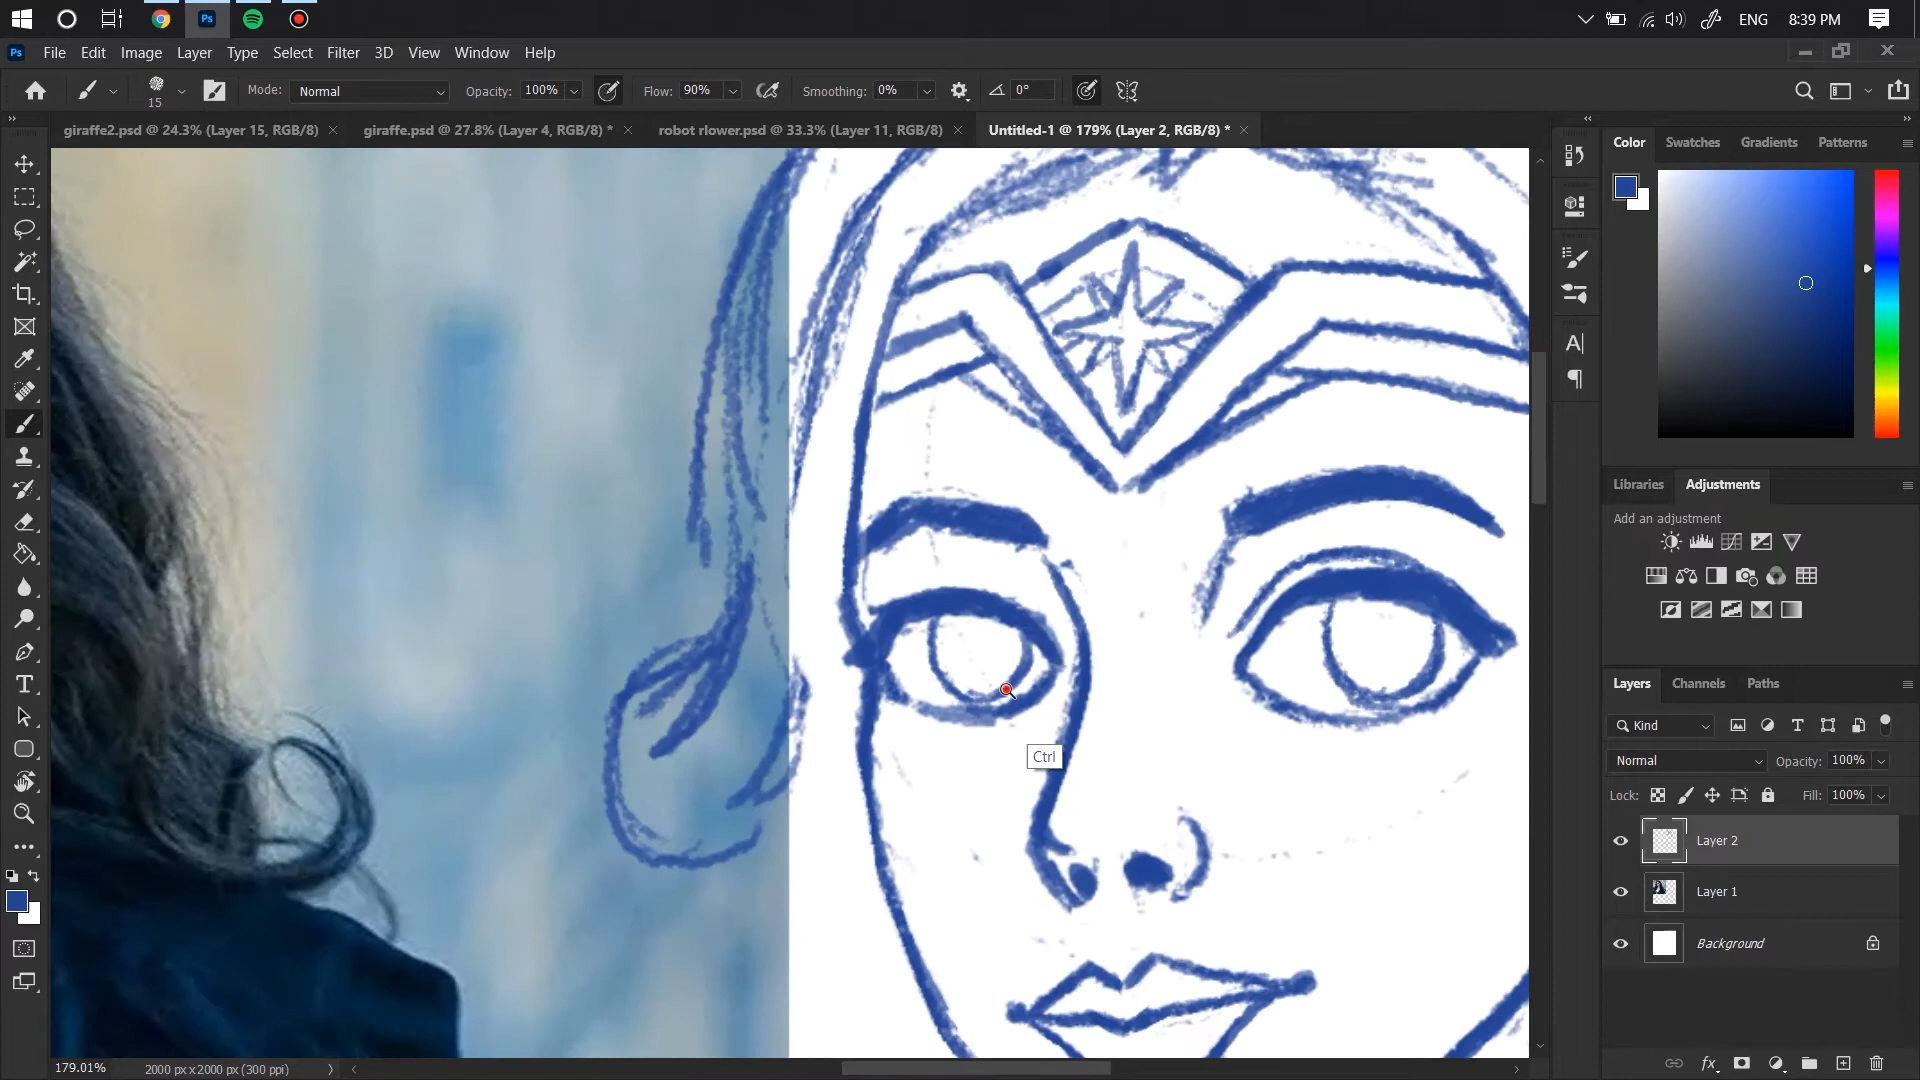 Ps
ENG
8:39 PM
Ps
File Edit Image Layer Type Select Filter 3D View Window Help
15
Mode: Normal
Opacity: 100%
Flow: 90%
Smoothing: 0%
0°
giraffe2.psd @ 24.3% (Layer 15, RGB/8)
giraffe.psd @ 27.8% (Layer 4, RGB/8) *
robot rlower.psd @ 33.3% (Layer 11, RGB/8)
Untitled-1 @ 179% (Layer 2, RGB/8) *
Color Swatches Gradients Patterns
Libraries Adjustments
Add an adjustment
Layers Channels Paths
Kind
Normal Opacity: 100%
Lock: Fill: 100%
Layer 2
Layer 1
Background
fx
Ctrl
179.01% 2000 px x 2000 px (300 ppi)